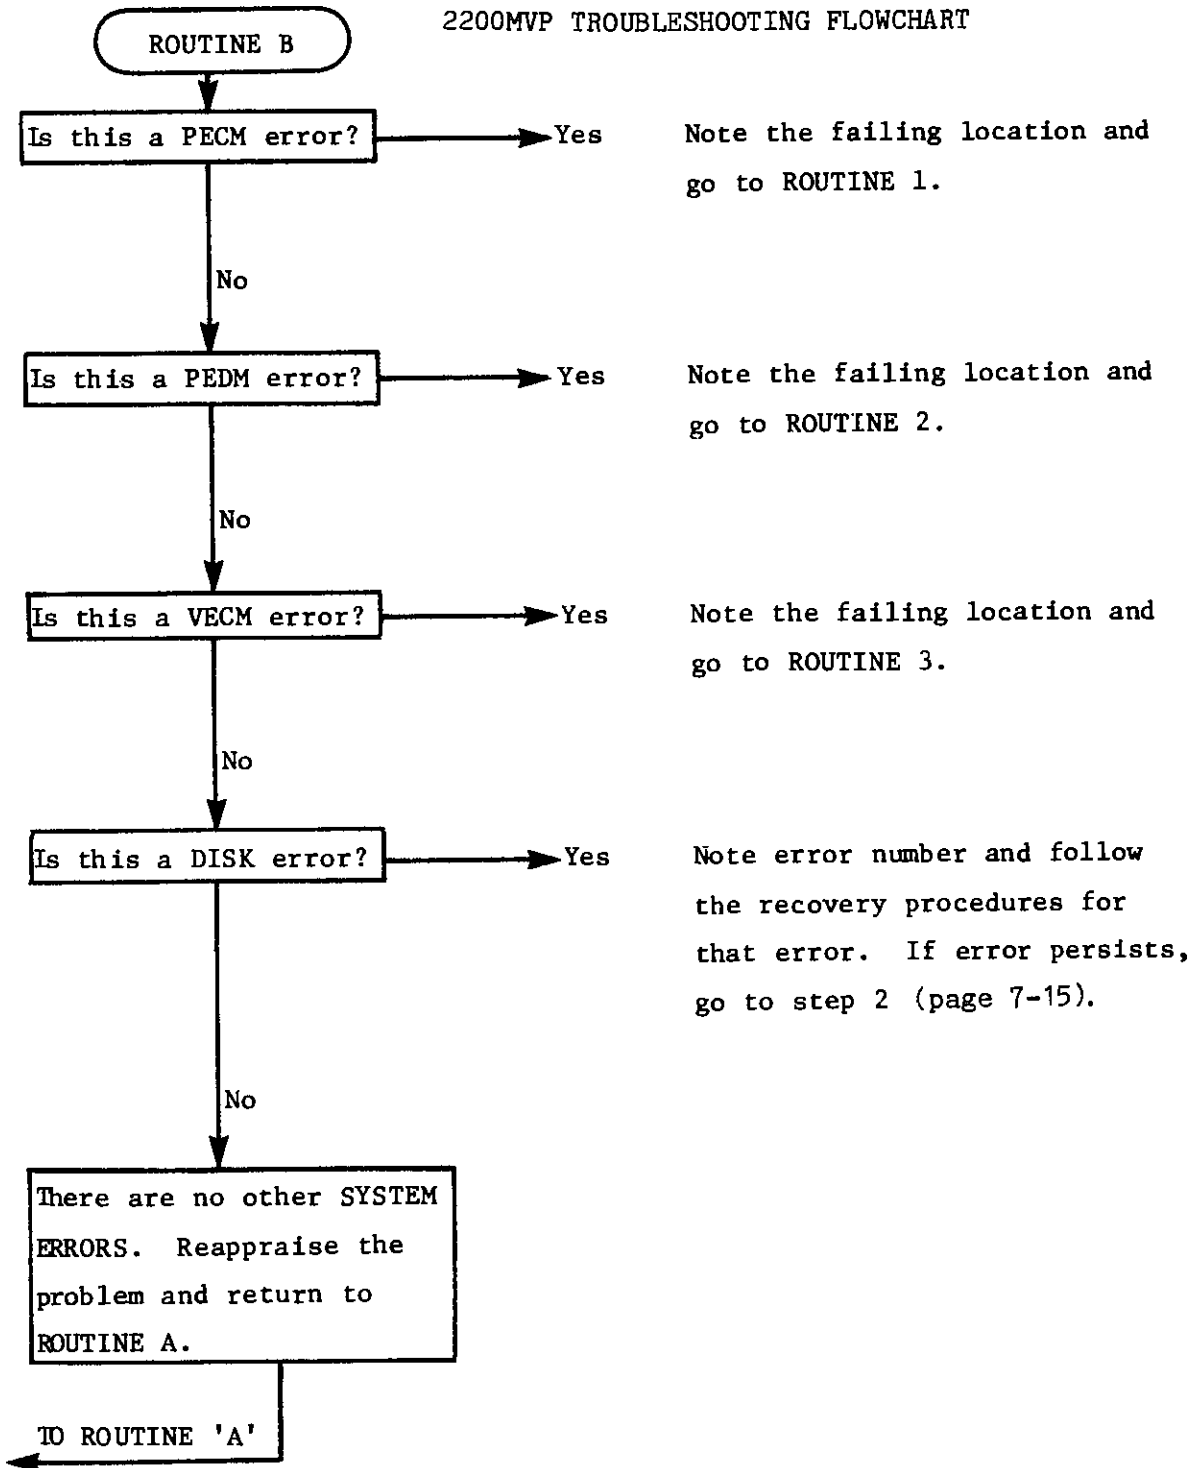 2200MVP TROUBLESHOOTING FLOWCHART
ROUTINE B
Is this a PECM error?
Yes
Note the failing location and
go to ROUTINE 1.
No
Is this a PEDM error?
Yes
Note the failing location and
go to ROUTINE 2.
No
Is this a VECM error?
Yes
Note the failing location and
go to ROUTINE 3.
No
Is this a DISK error?
Yes
Note error number and follow
the recovery procedures for
that error. If error persists,
go to step 2 (page 7-15).
No
There are no other SYSTEM
ERRORS. Reappraise the
problem and return to
ROUTINE A.
TO ROUTINE 'A'